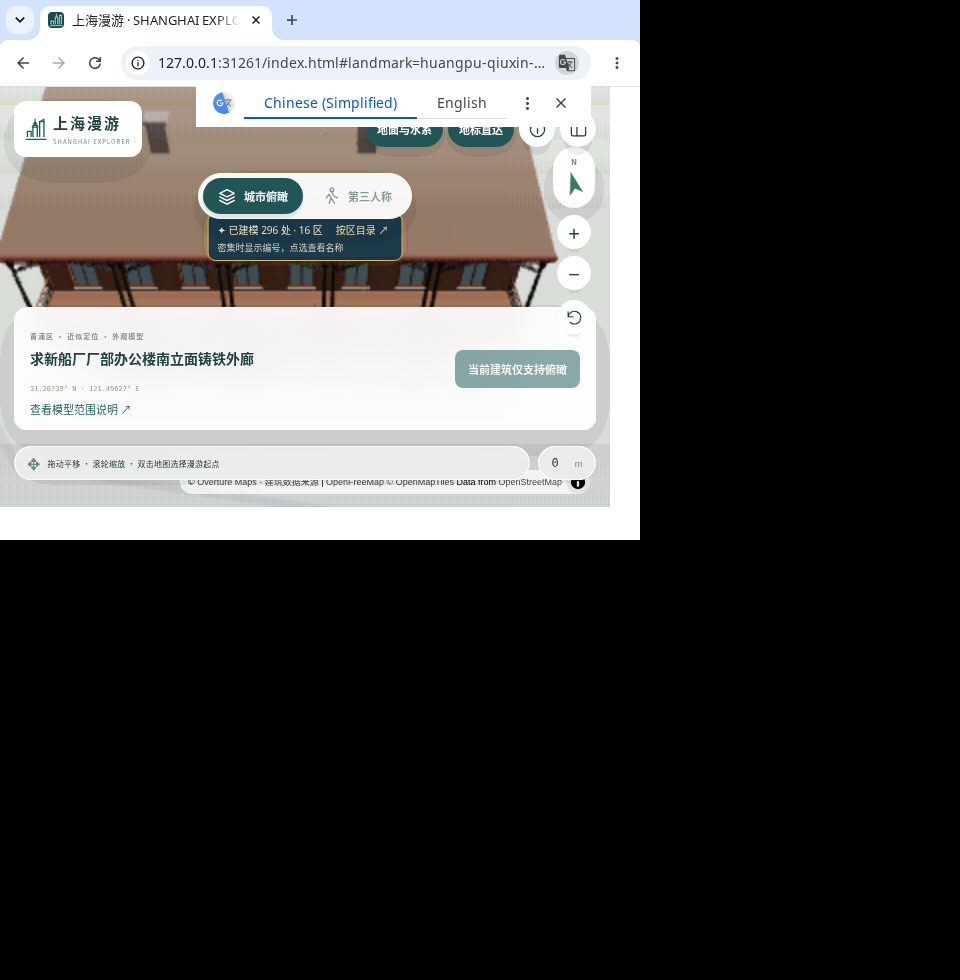 上海漫游 · SHANGHAI EXPLO
127.0.0.1:31261/index.html#landmark=huangpu-qiuxin-...
Chinese (Simplified)
English
上海漫游
SHANGHAI EXPLORER
地面与水系
地标直达
N
城市俯瞰
第三人称
✦ 已建模 296 处 · 16 区 按区目录 ↗
密集时显示编号，点选查看名称
黄浦区 · 近似定位 · 外观模型
求新船厂厂部办公楼南立面铸铁外廊
31.20739° N · 121.49627° E
查看模型范围说明 ↗
当前建筑仅支持俯瞰
拖动平移 · 滚轮缩放 · 双击地图选择漫游起点
0 m
© Overture Maps · 建筑数据来源 | OpenFreeMap © OpenMapTiles Data from OpenStreetMap